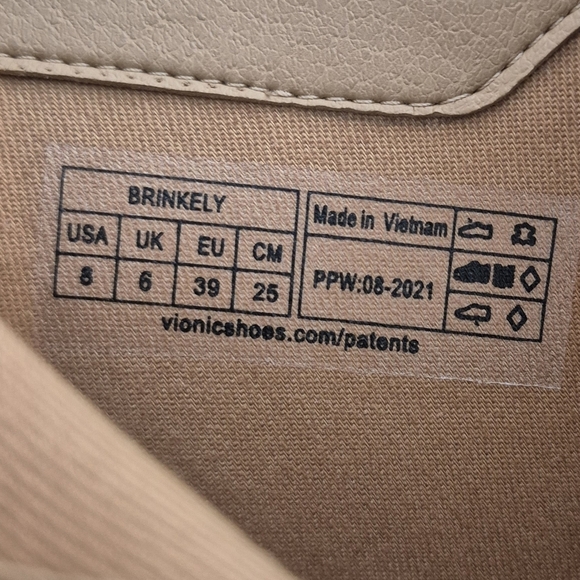 BRINKELY
USA UK EU CM
8 6 39 25
Made in Vietnam
PPW:08-2021
vionicshoes.com/patents